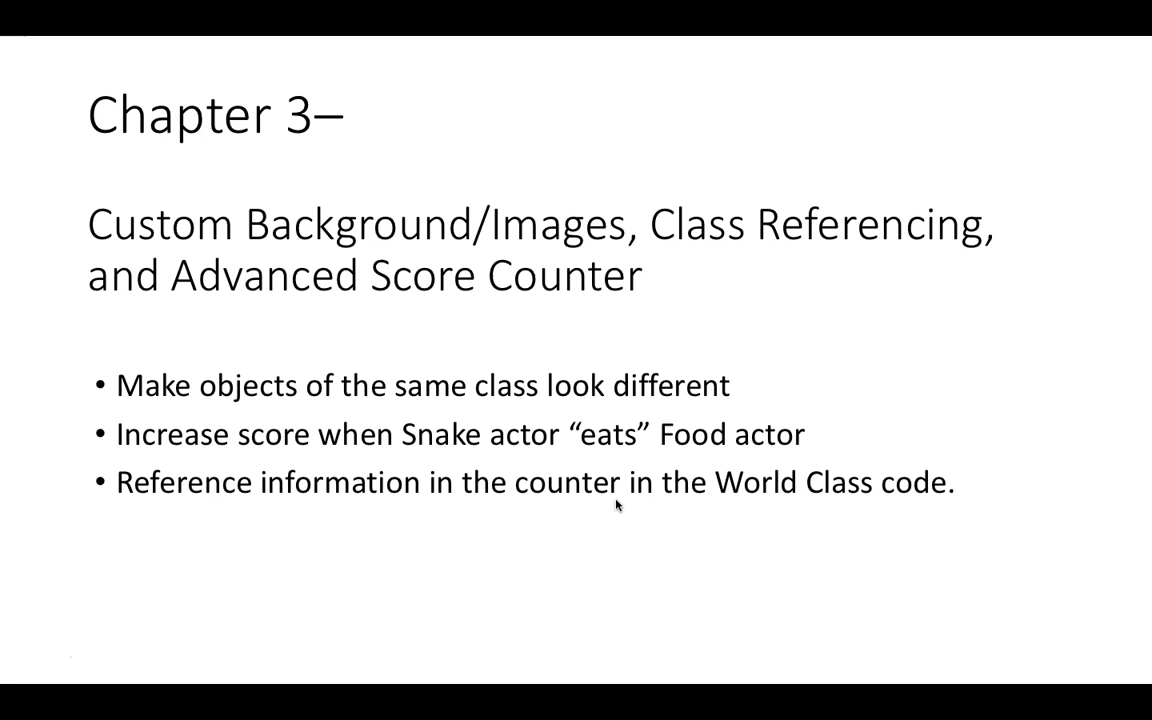 Chapter 3–
Custom Background/Images, Class Referencing,
and Advanced Score Counter
• Make objects of the same class look different
• Increase score when Snake actor “eats” Food actor
• Reference information in the counter in the World Class code.